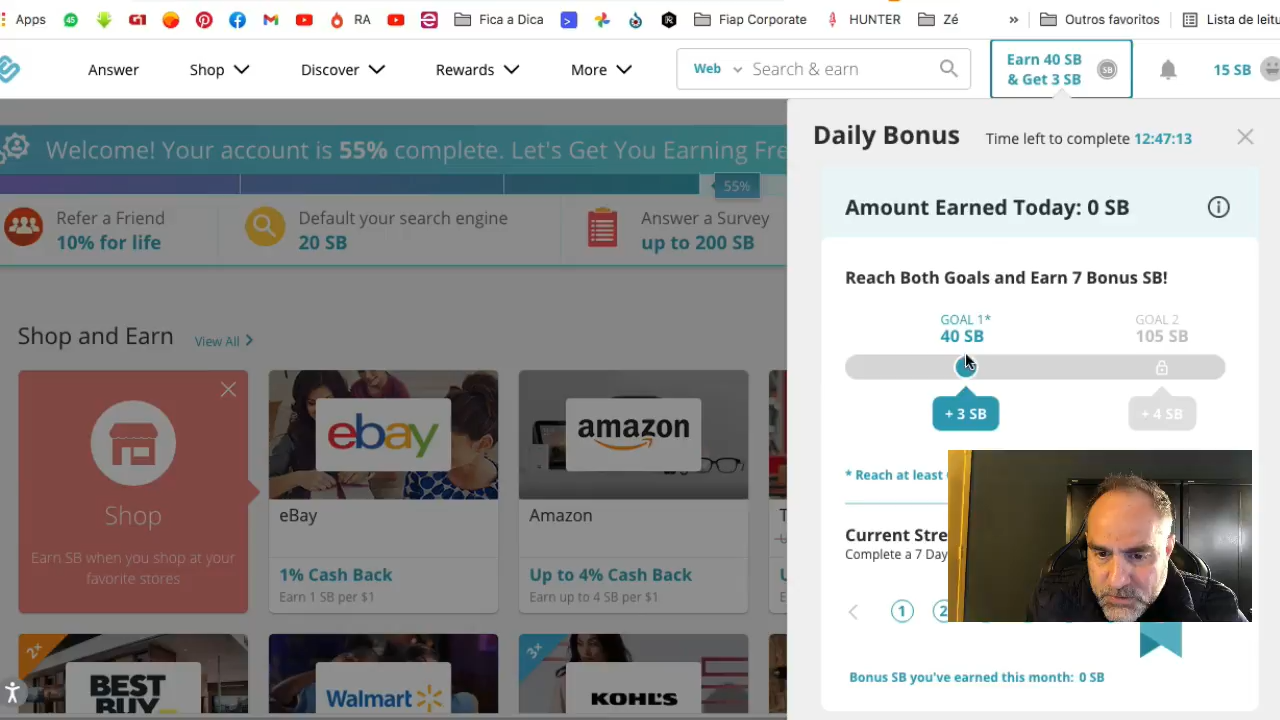 Apps
45
G1
RA
Fica a Dica
Fiap Corporate
HUNTER
Zé
»
Outros favoritos
Lista de leitu
Answer
Shop
Discover
Rewards
More
Web
Search & earn
Earn 40 SB
& Get 3 SB
SB
15 SB
Welcome! Your account is 55% complete. Let's Get You Earning Fre
55%
Refer a Friend
10% for life
Default your search engine
20 SB
Answer a Survey
up to 200 SB
Shop and Earn
View All
Shop
Earn SB when you shop at your
favorite stores
ebay
eBay
1% Cash Back
Earn 1 SB per $1
amazon
Amazon
Up to 4% Cash Back
Earn up to 4 SB per $1
2+
BEST
BUY
Walmart
3×
KOHL'S
Daily Bonus
Time left to complete 12:47:13
Amount Earned Today: 0 SB
Reach Both Goals and Earn 7 Bonus SB!
GOAL 1*
40 SB
GOAL 2
105 SB
+ 3 SB
+ 4 SB
* Reach at least
Current Stre
Complete a 7 Day
1
2
Bonus SB you've earned this month: 0 SB